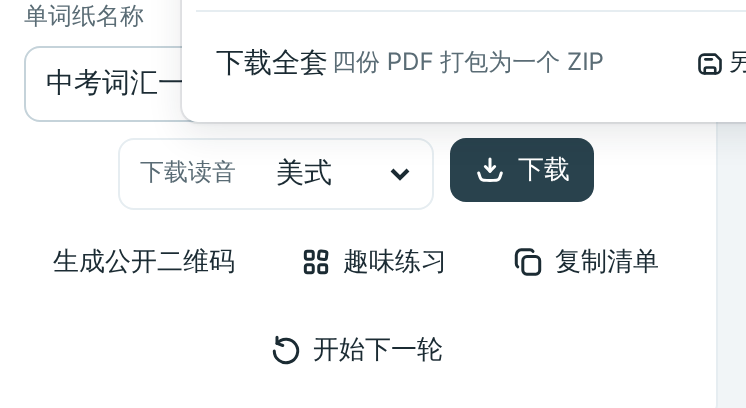 单词纸名称
下载全套 四份 PDF 打包为一个 ZIP
中考词汇一
下载读音 美式 下载
生成公开二维码 趣味练习 复制清单
开始下一轮